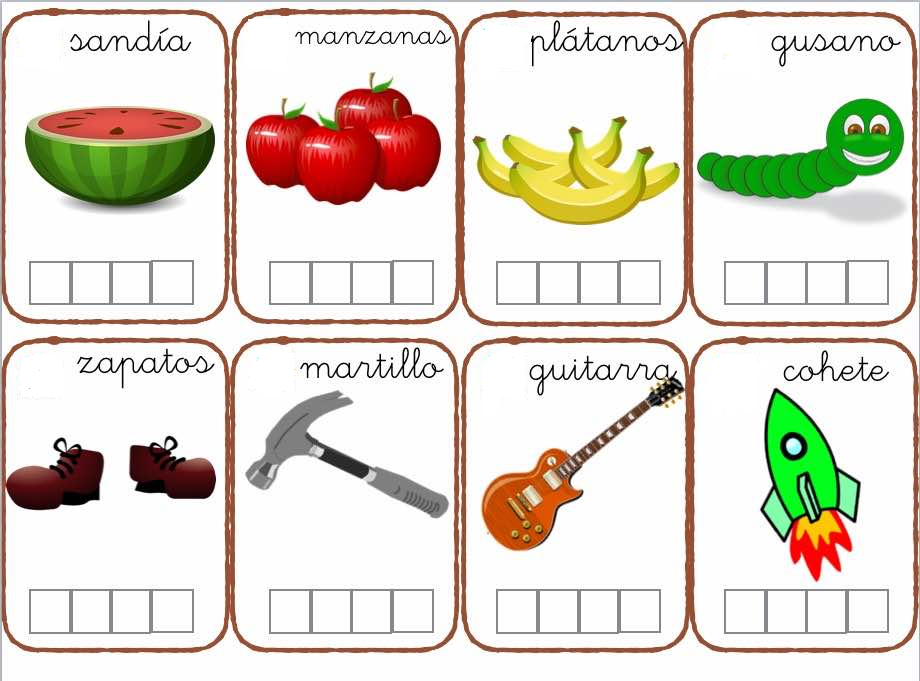 sandía
manzanas
plátanos
gusano
zapatos
martillo
guitarra
cohete